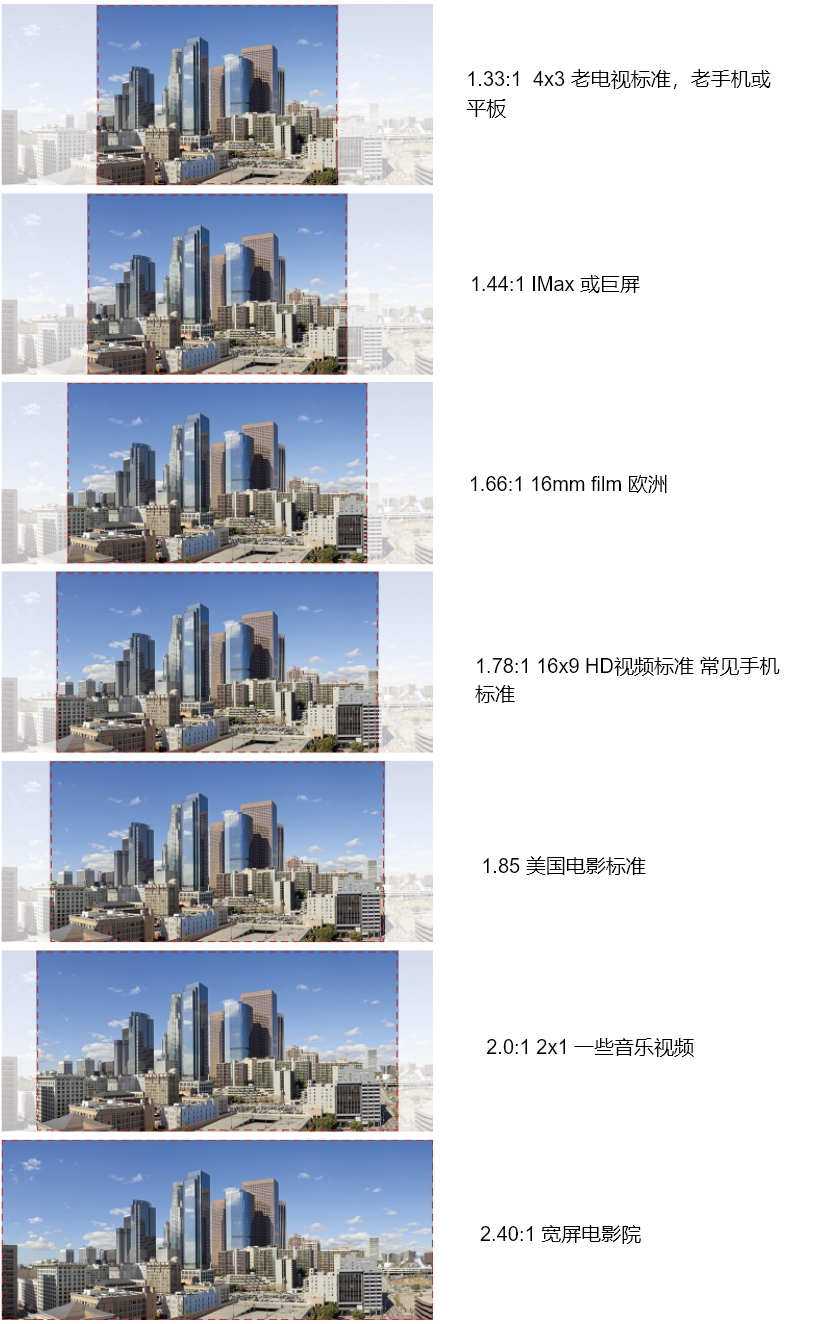 1.33:1  4x3 老电视标准，老手机或
平板
1.44:1 IMax 或巨屏
1.66:1 16mm film 欧洲
1.78:1 16x9 HD视频标准 常见手机
标准
1.85 美国电影标准
2.0:1 2x1 一些音乐视频
2.40:1 宽屏电影院